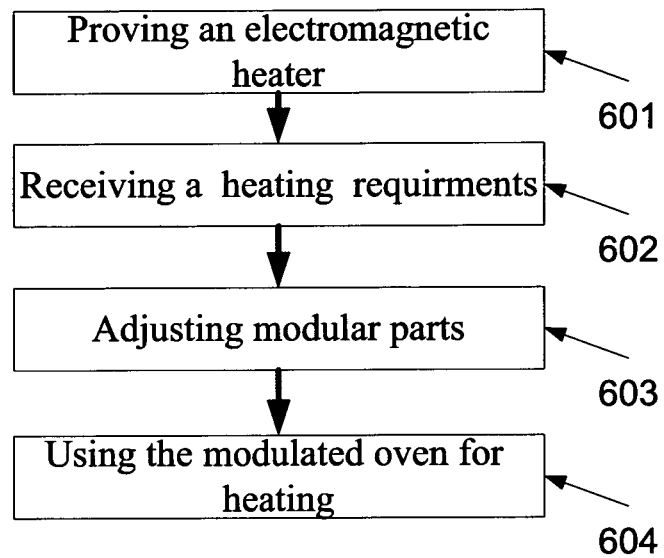 Proving an electromagnetic
heater
601
Receiving a heating requirments
602
Adjusting modular parts
603
Using the modulated oven for
heating
604